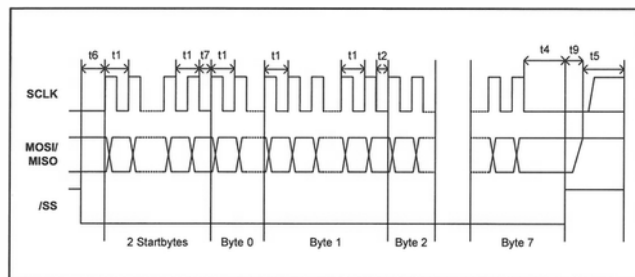 t6 t1 t1 t7 t1 t1 t1 t2 t4 t9 t5
SCLK
MOSI/
MISO
/SS
2 Startbytes Byte 0 Byte 1 Byte 2 Byte 7